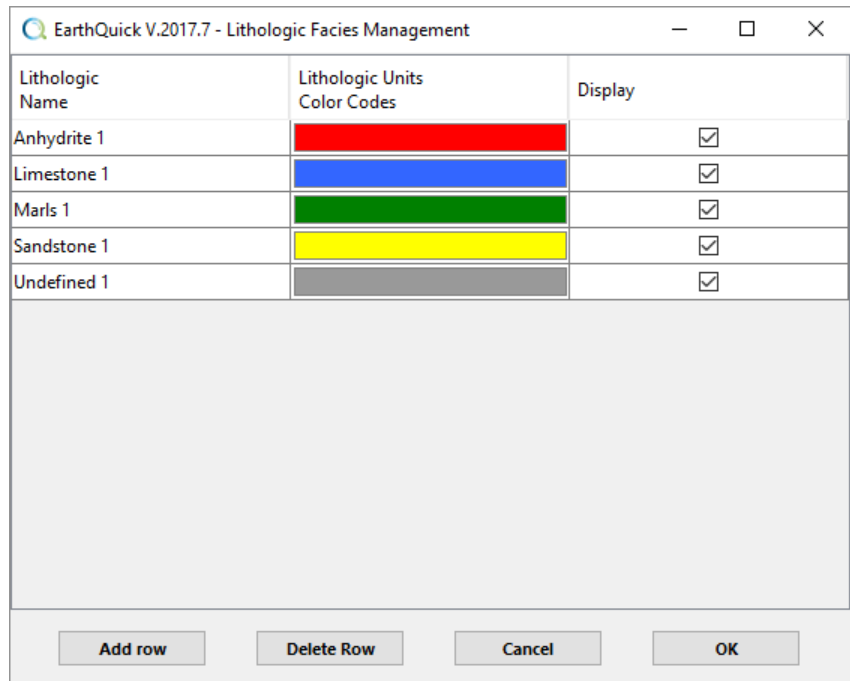 EarthQuick V.2017.7 - Lithologic Facies Management
Lithologic
Name
Lithologic Units
Color Codes
Display
Anhydrite 1
Limestone 1
Marls 1
Sandstone 1
Undefined 1
Add row
Delete Row
Cancel
OK